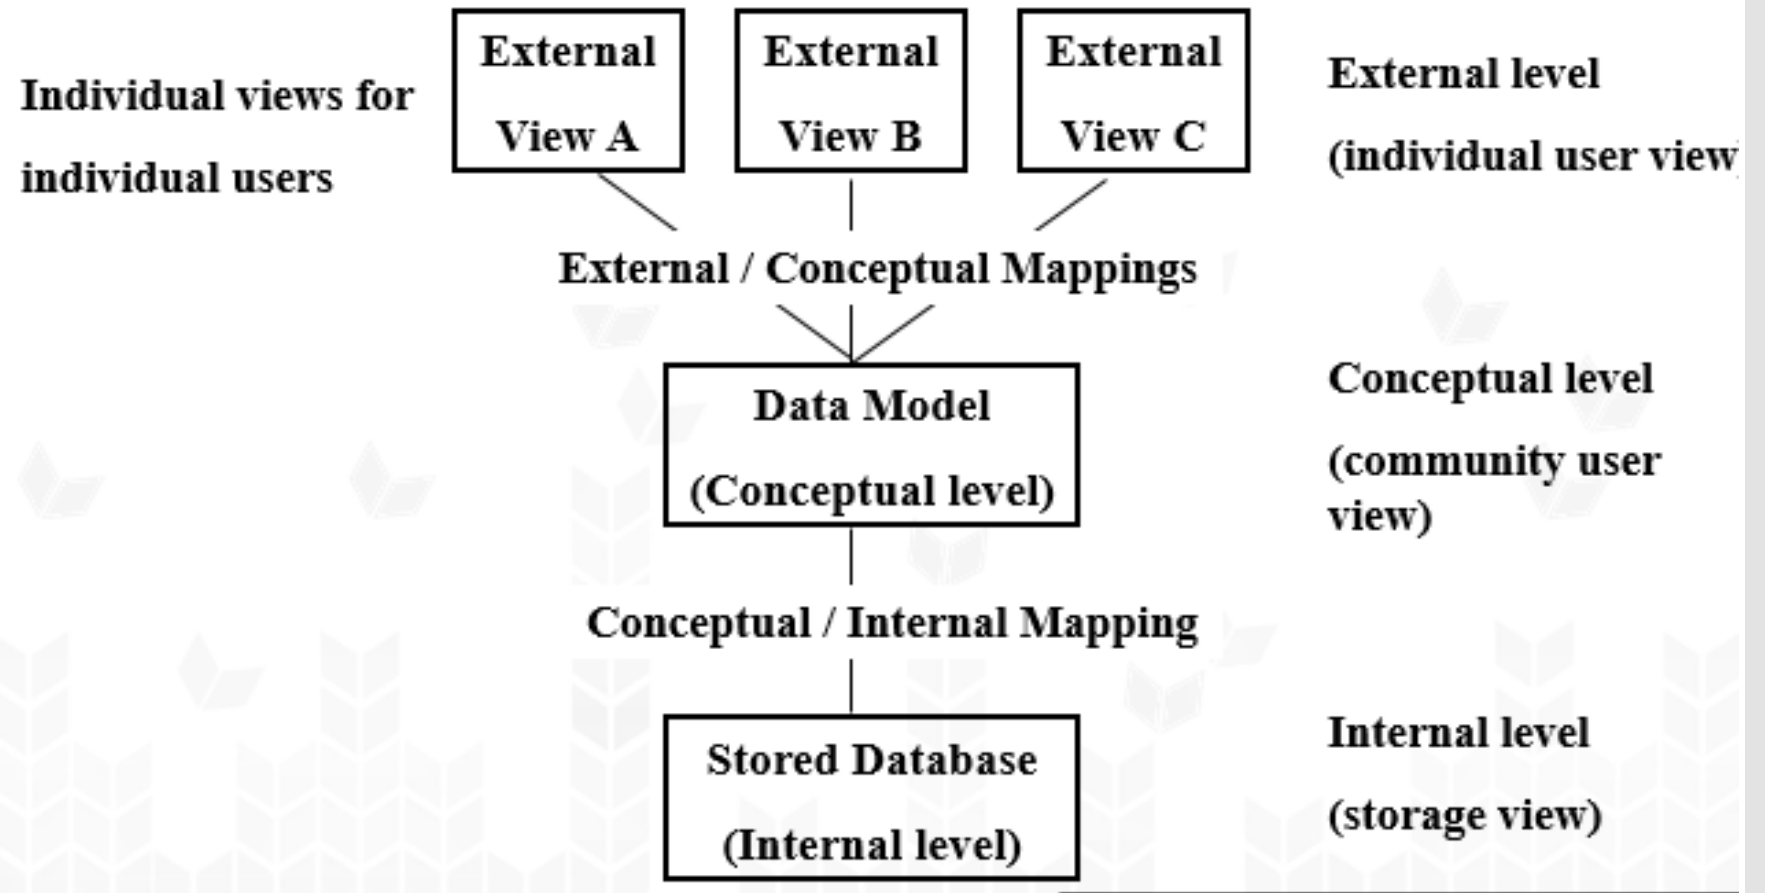 Individual views for
individual users
External
View A
External
View B
External
View C
External level
(individual user view
External / Conceptual Mappings
Data Model
(Conceptual level)
Conceptual level
(community user
view)
Conceptual / Internal Mapping
Stored Database
(Internal level)
Internal level
(storage view)